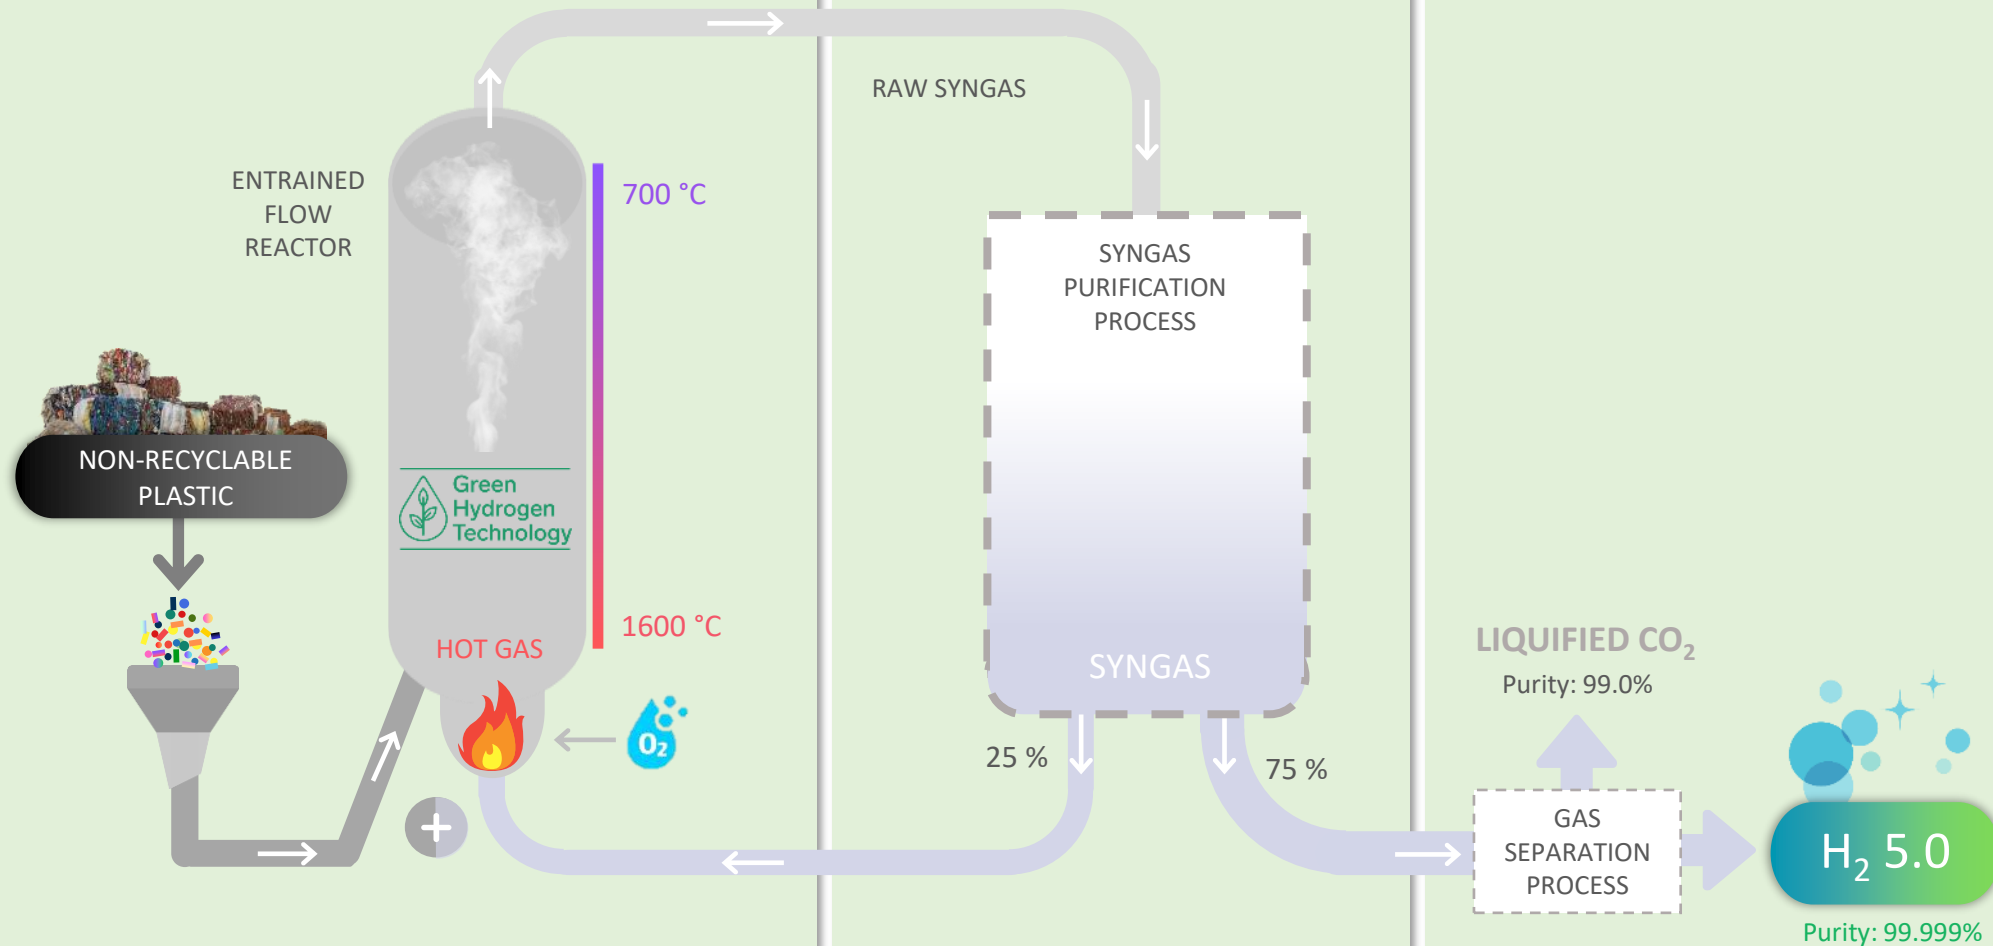 RAW SYNGAS
ENTRAINED
FLOW
REACTOR
700 °C
SYNGAS
PURIFICATION
PROCESS
NON-RECYCLABLE
PLASTIC
Green
Hydrogen
Technology
1600 °C
HOT GAS
O₂
SYNGAS
25 %
75 %
LIQUIFIED CO₂
Purity: 99.0%
+
GAS
SEPARATION
PROCESS
H₂ 5.0
Purity: 99.999%